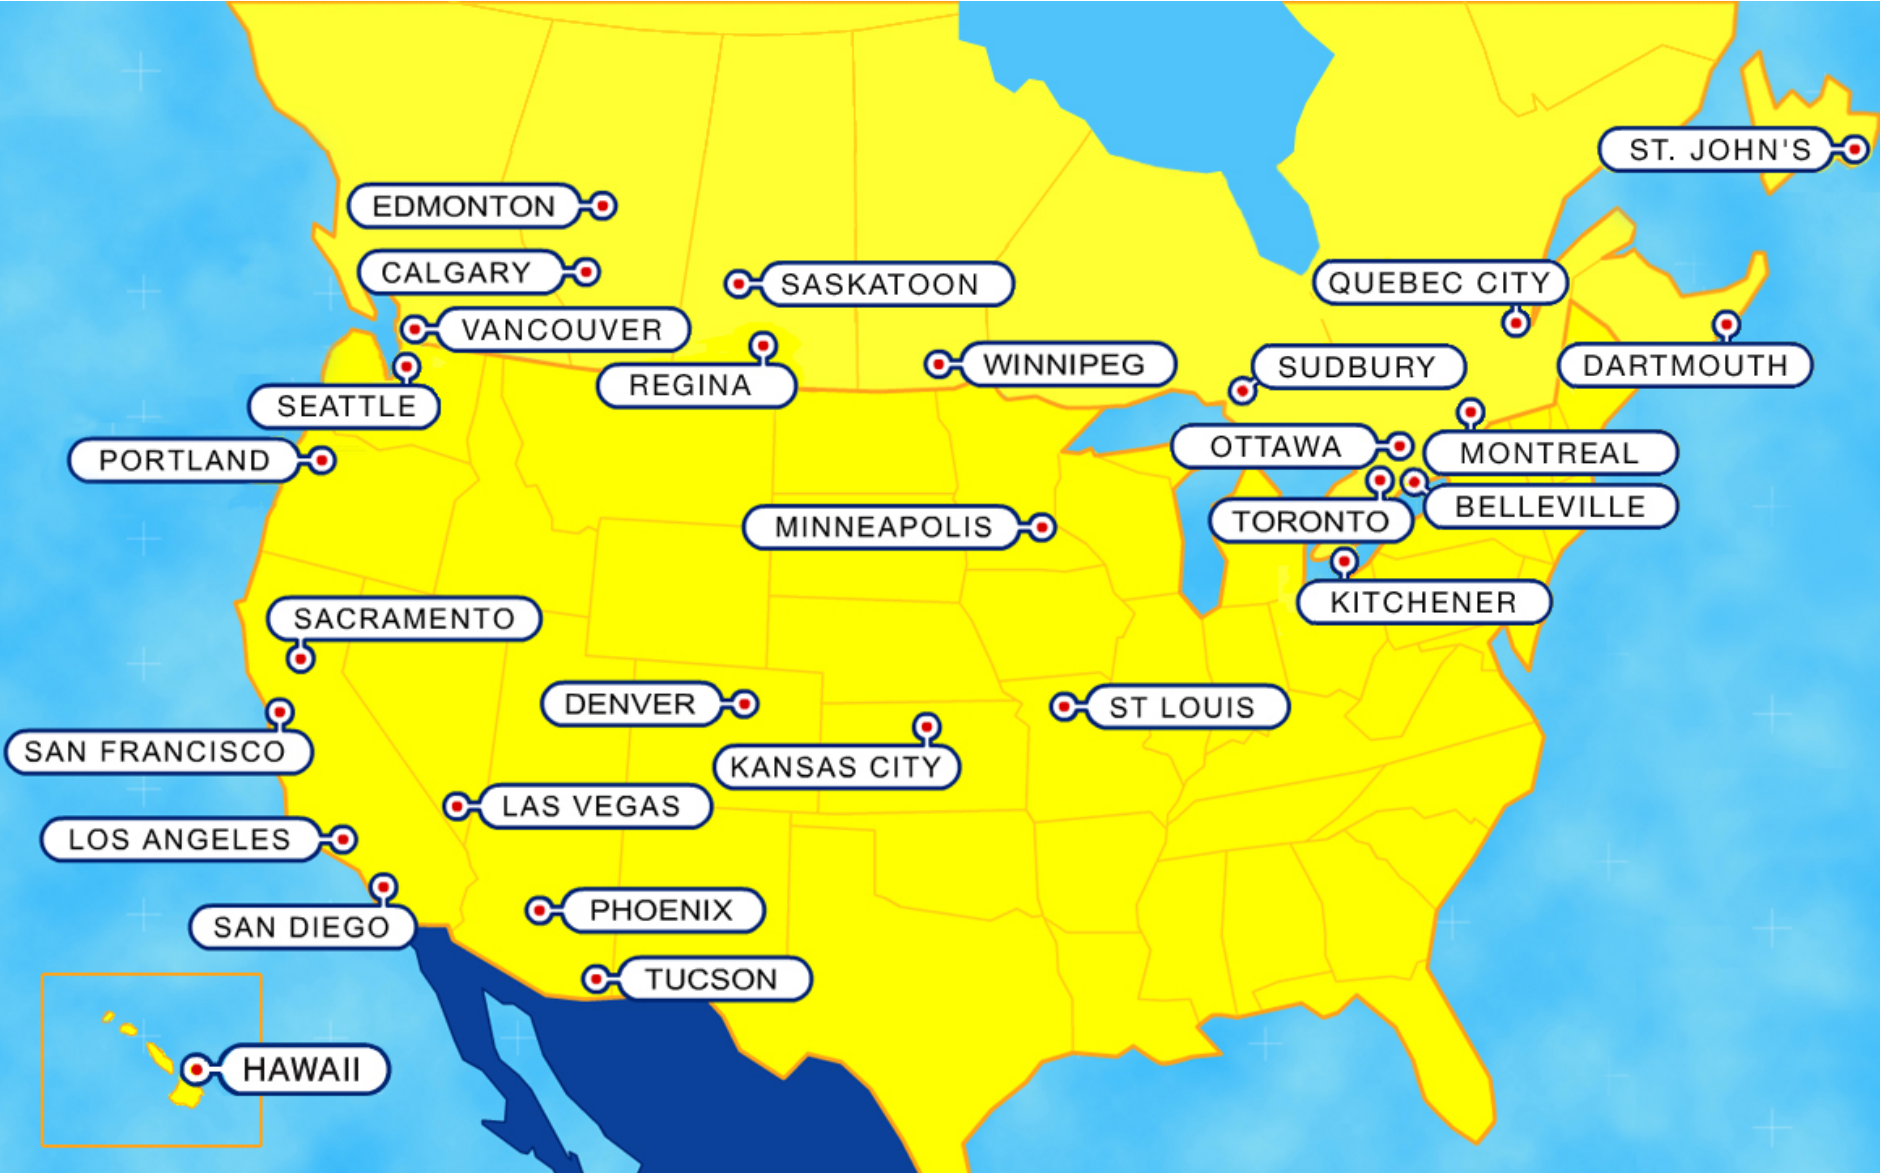 ST. JOHN'S
EDMONTON
CALGARY
SASKATOON
QUEBEC CITY
VANCOUVER
WINNIPEG
SUDBURY
DARTMOUTH
REGINA
SEATTLE
OTTAWA
MONTREAL
PORTLAND
BELLEVILLE
MINNEAPOLIS
TORONTO
KITCHENER
SACRAMENTO
DENVER
ST LOUIS
SAN FRANCISCO
KANSAS CITY
LAS VEGAS
LOS ANGELES
PHOENIX
SAN DIEGO
TUCSON
HAWAII